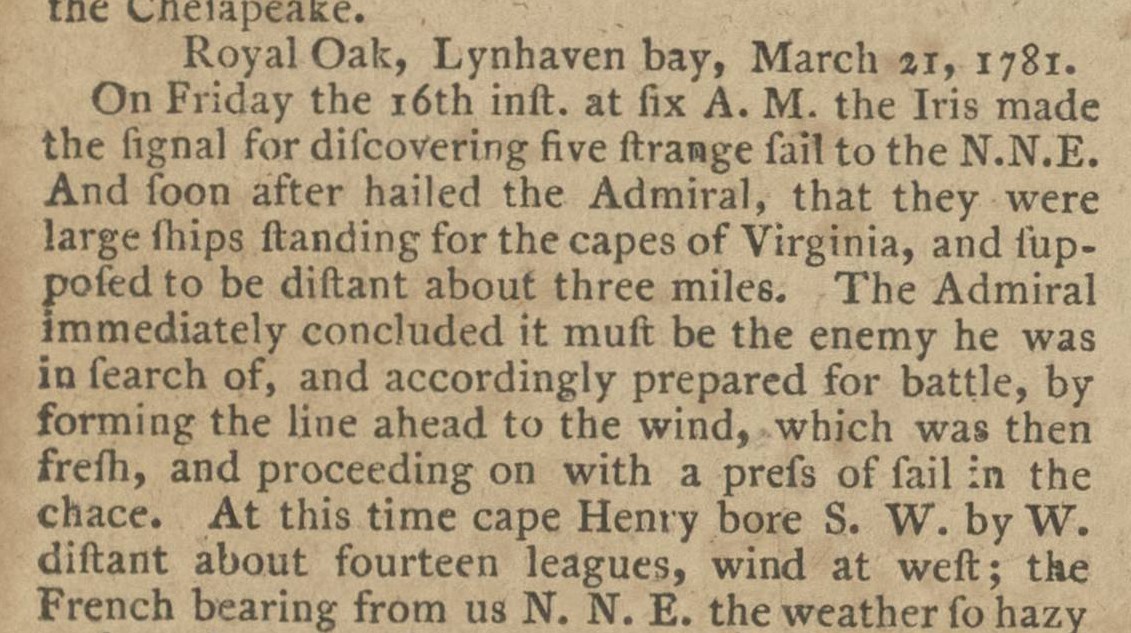 the Cheſapeake.
Royal Oak, Lynhaven bay, March 21, 1781.
On Friday the 16th inſt. at ſix A. M. the Iris made
the ſignal for diſcovering five ſtrange ſail to the N.N.E.
And ſoon after hailed the Admiral, that they were
large ſhips ſtanding for the capes of Virginia, and ſup-
poſed to be diſtant about three miles. The Admiral
immediately concluded it muſt be the enemy he was
in ſearch of, and accordingly prepared for battle, by
forming the line ahead to the wind, which was then
freſh, and proceeding on with a preſs of ſail in the
chace. At this time cape Henry bore S. W. by W.
diſtant about fourteen leagues, wind at weſt; the
French bearing from us N. N. E. the weather ſo hazy